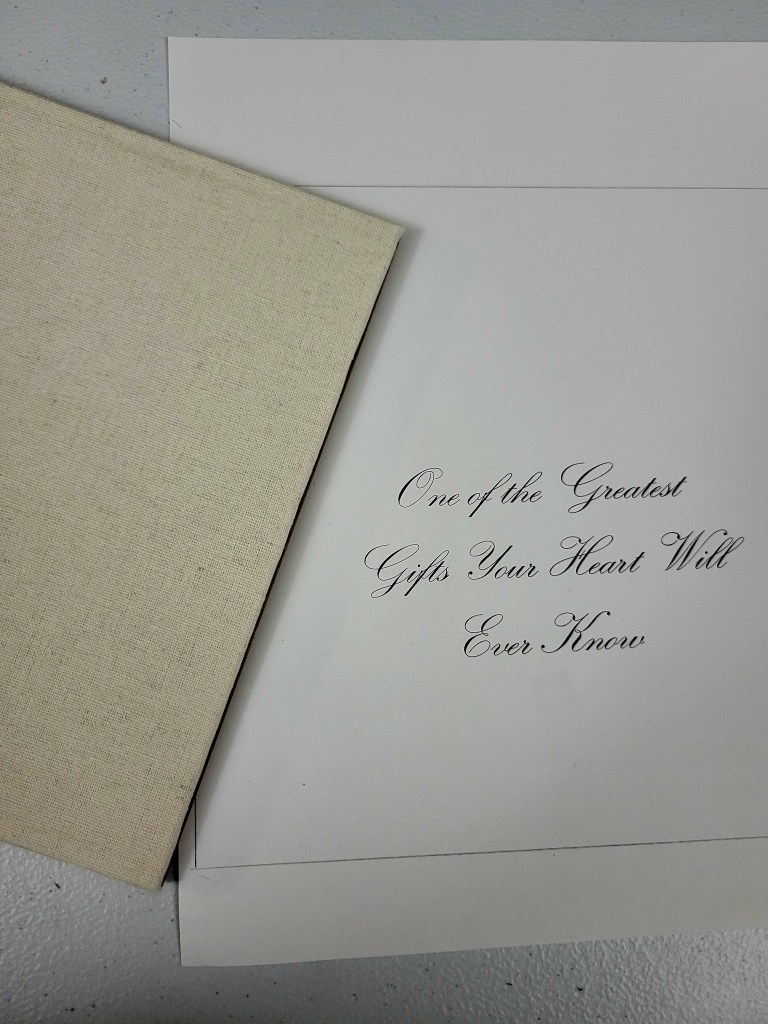 One of the Greatest
Gifts Your Heart Will
Ever Know